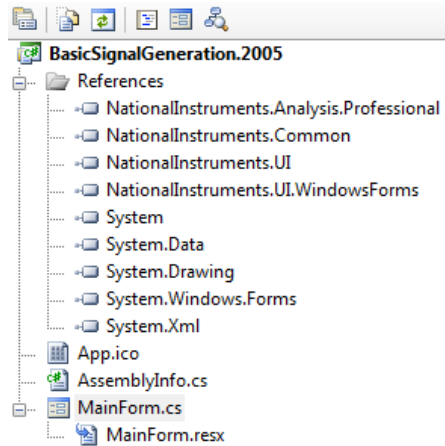 BasicSignalGeneration.2005
References
NationalInstruments.Analysis.Professional
NationalInstruments.Common
NationalInstruments.UI
NationalInstruments.UI.WindowsForms
System
System.Data
System.Drawing
System.Windows.Forms
System.Xml
App.ico
AssemblyInfo.cs
MainForm.cs
MainForm.resx